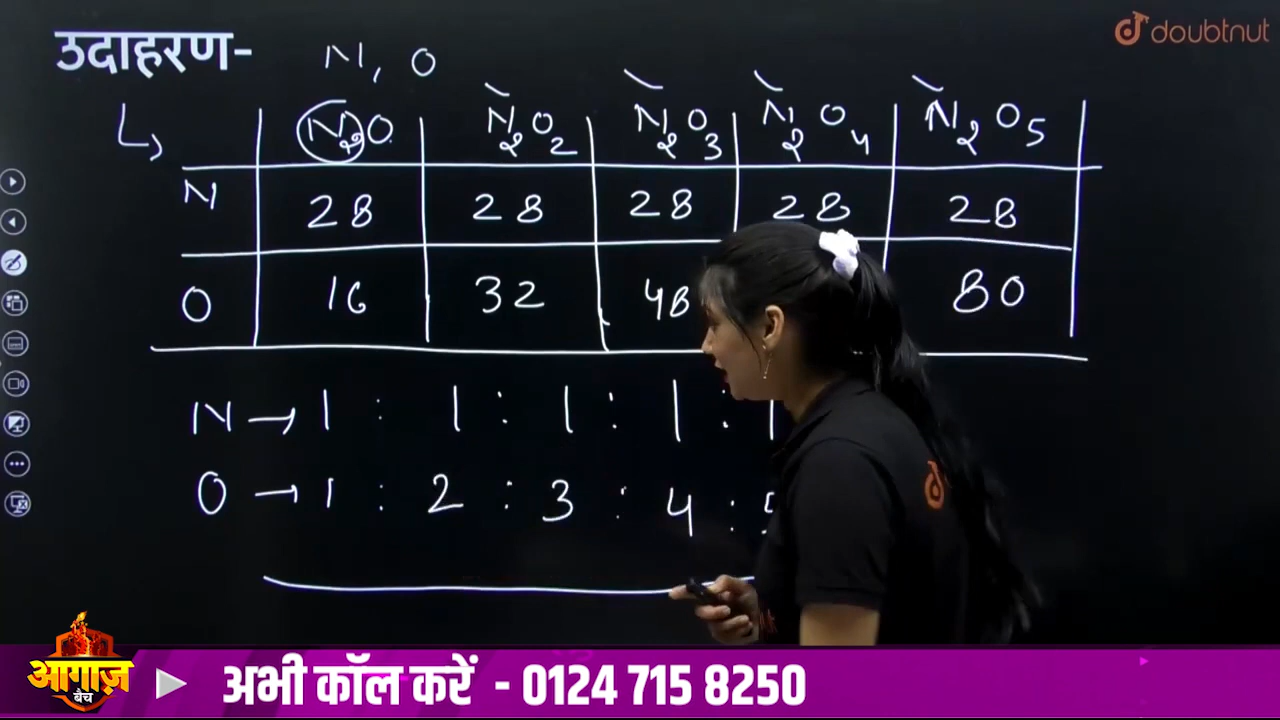 उदाहरण- N, O
doubtnut
N₂O N₂O₂ N₂O₃ N₂O₄ N₂O₅
N 28 28 28 28 28
O 16 32 48 80
N → 1 : 1 : 1 : 1 : 1
O → 1 : 2 : 3 : 4 :
आगाज़
बैच
अभी कॉल करें - 0124 715 8250